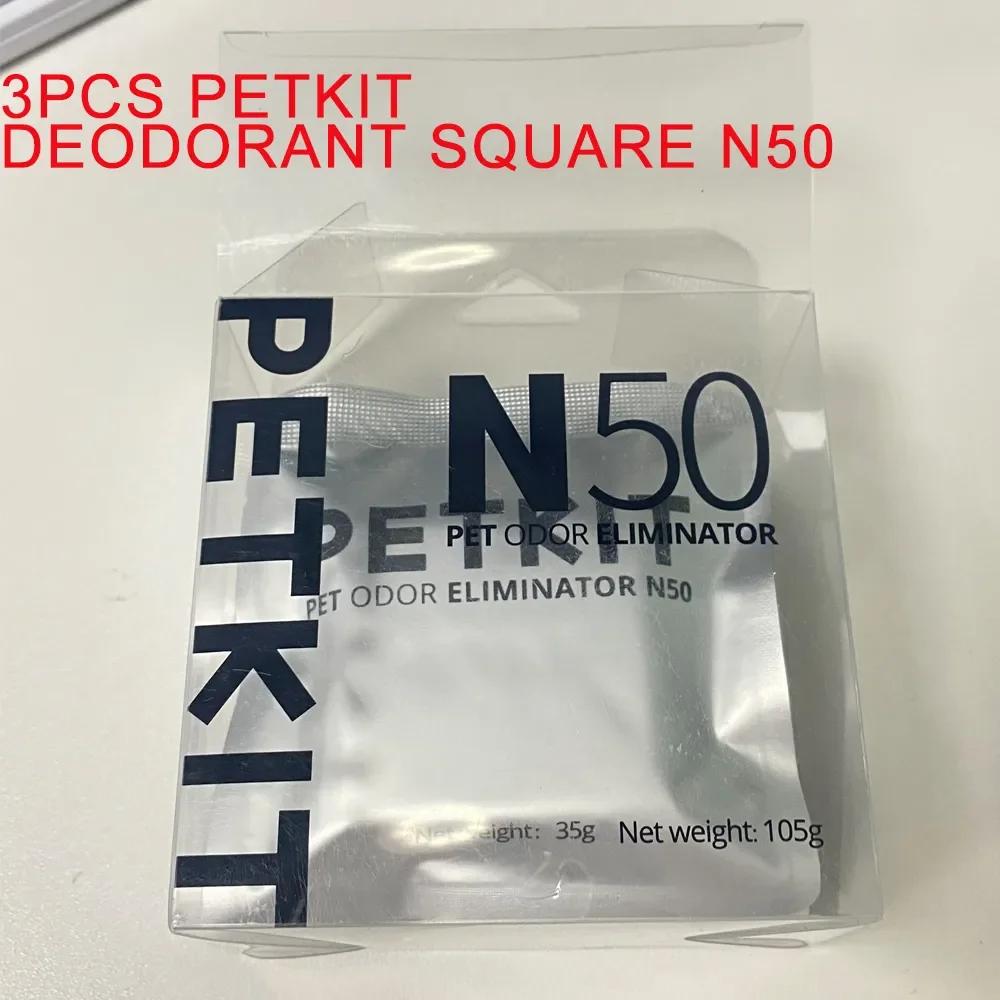 3PCS PETKIT
DEODORANT SQUARE N50
PETKIT
N50
PET ODOR ELIMINATOR
PETKIT
PET ODOR ELIMINATOR N50
Net weight: 35g
Net weight: 105g